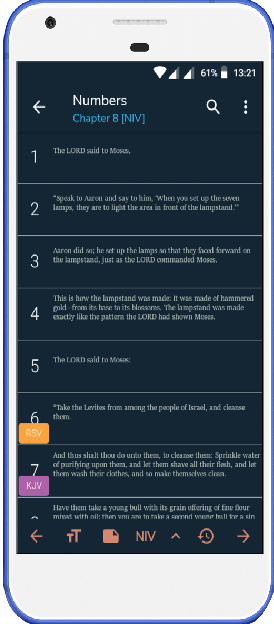 61% 13:21
Numbers
Chapter 8 [NIV]
1 The LORD said to Moses,
2 "Speak to Aaron and say to him, 'When you set up the seven
lamps, they are to light the area in front of the lampstand.'"
3 Aaron did so; he set up the lamps so that they faced forward on
the lampstand, just as the LORD commanded Moses.
4 This is how the lampstand was made: It was made of hammered
gold--from its base to its blossoms. The lampstand was made
exactly like the pattern the LORD had shown Moses.
5 The LORD said to Moses:
6 "Take the Levites from among the people of Israel, and cleanse
them.
RSV
7 And thus shalt thou do unto them, to cleanse them: Sprinkle water
of purifying upon them, and let them shave all their flesh, and let
them wash their clothes, and so make themselves clean.
KJV
Have them take a young bull with its grain offering of fine flour
mixed with oil; then you are to take a second young bull for a sin
TT NIV